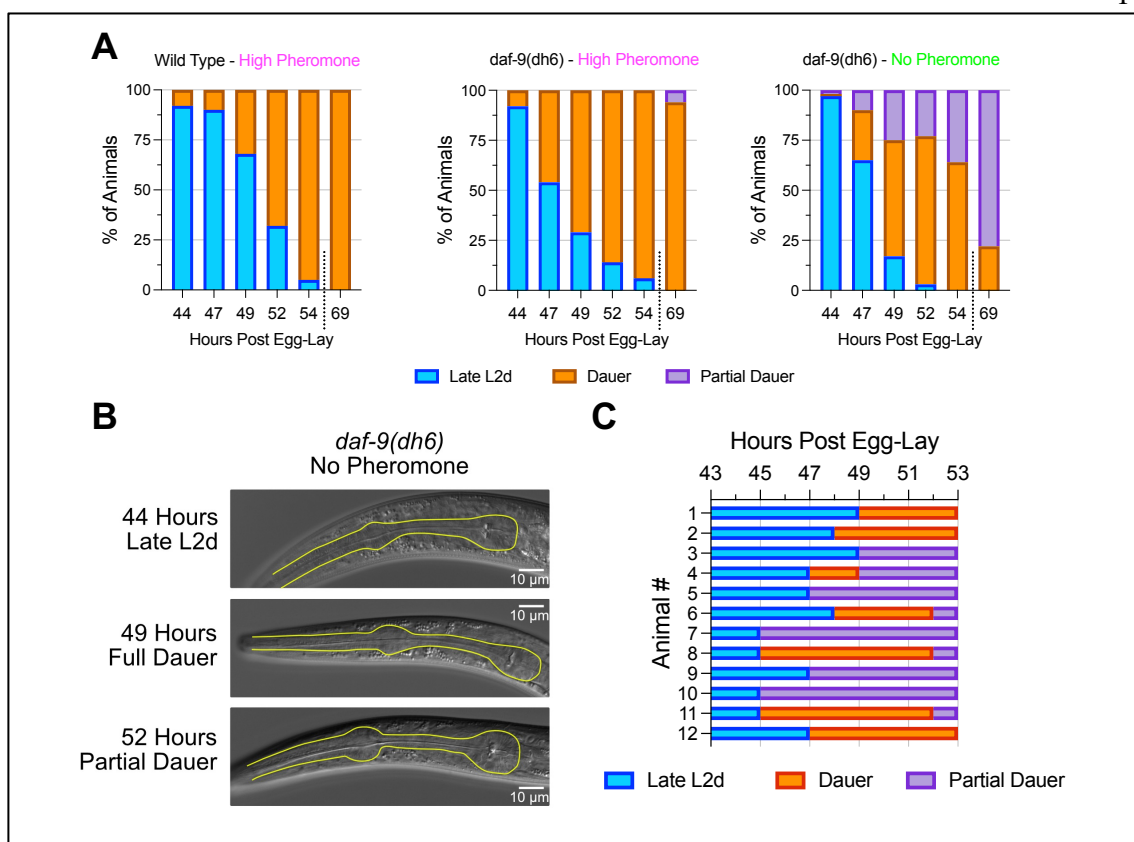 A
Wild Type - High Pheromone
daf-9(dh6) - High Pheromone
daf-9(dh6) - No Pheromone
% of Animals
100
75
50
25
0
44 47 49 52 54 69
Hours Post Egg-Lay
% of Animals
100
75
50
25
0
44 47 49 52 54 69
Hours Post Egg-Lay
% of Animals
100
75
50
25
0
44 47 49 52 54 69
Hours Post Egg-Lay
Late L2d Dauer Partial Dauer
B
daf-9(dh6)
No Pheromone
44 Hours
Late L2d
10 µm
49 Hours
Full Dauer
10 µm
52 Hours
Partial Dauer
10 µm
C
Hours Post Egg-Lay
43 45 47 49 51 53
Animal #
1
2
3
4
5
6
7
8
9
10
11
12
Late L2d Dauer Partial Dauer